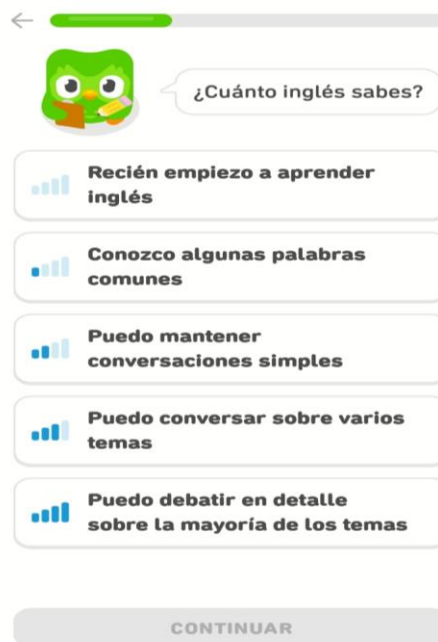 ¿Cuánto inglés sabes?
Recién empiezo a aprender
inglés
Conozco algunas palabras
comunes
Puedo mantener
conversaciones simples
Puedo conversar sobre varios
temas
Puedo debatir en detalle
sobre la mayoría de los temas
CONTINUAR